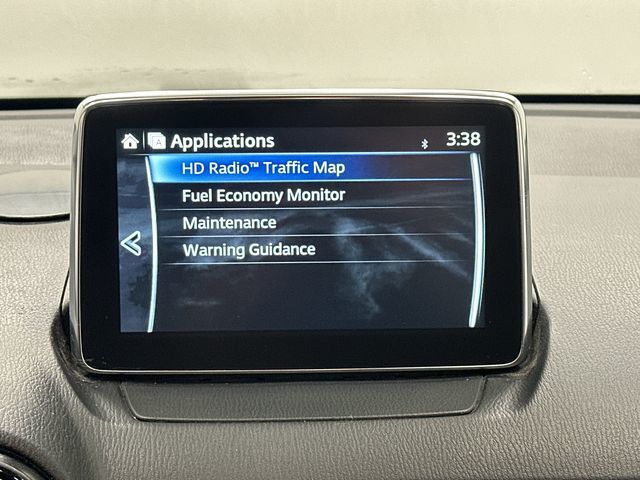 Applications 3:38
HD Radio™ Traffic Map
Fuel Economy Monitor
Maintenance
Warning Guidance